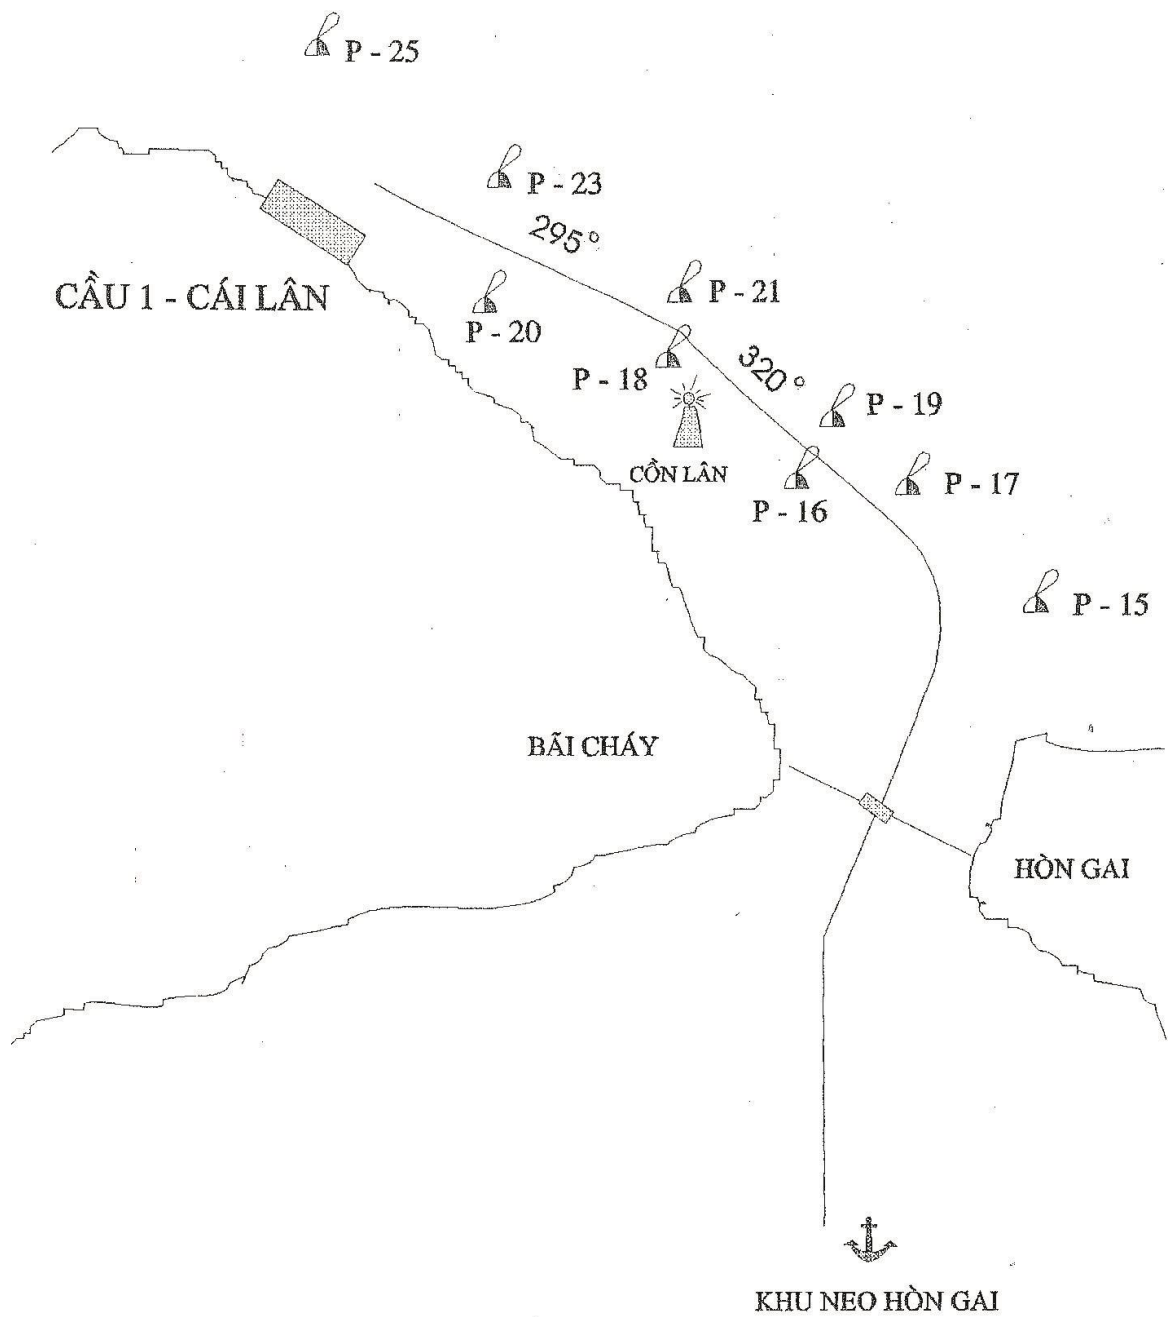 P - 25
P - 23
295°
CẦU 1 - CÁI LÂN
P - 21
P - 20
P - 18
320°
P - 19
CỒN LÂN
P - 16
P - 17
P - 15
BÃI CHÁY
HÒN GAI
KHU NEO HÒN GAI